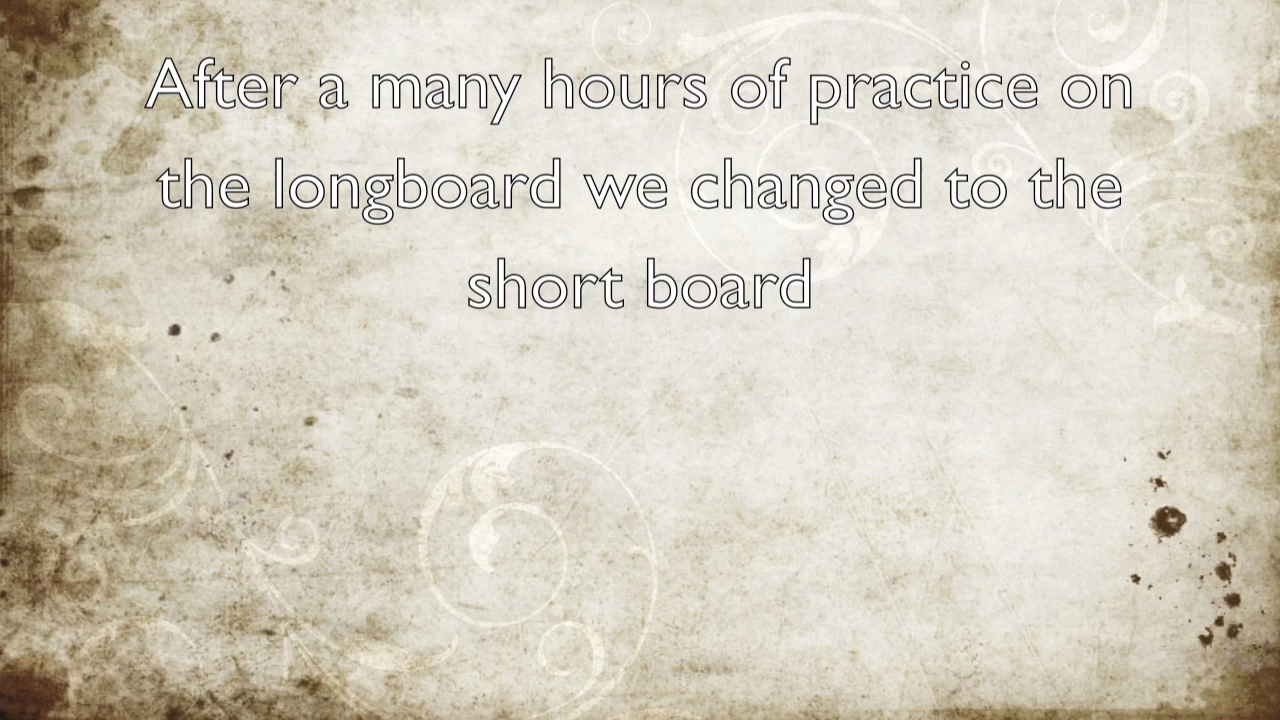 After a many hours of practice on
the longboard we changed to the
short board